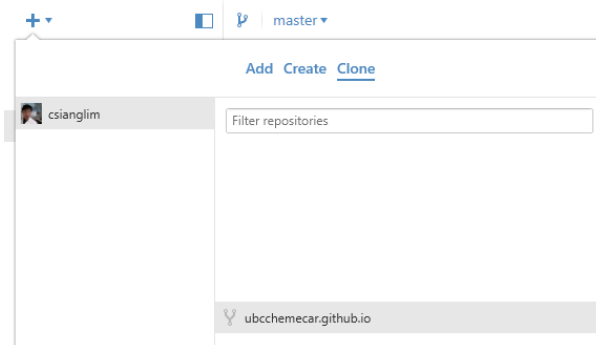 master
Add Create Clone
csianglim
Filter repositories
ubcchemecar.github.io